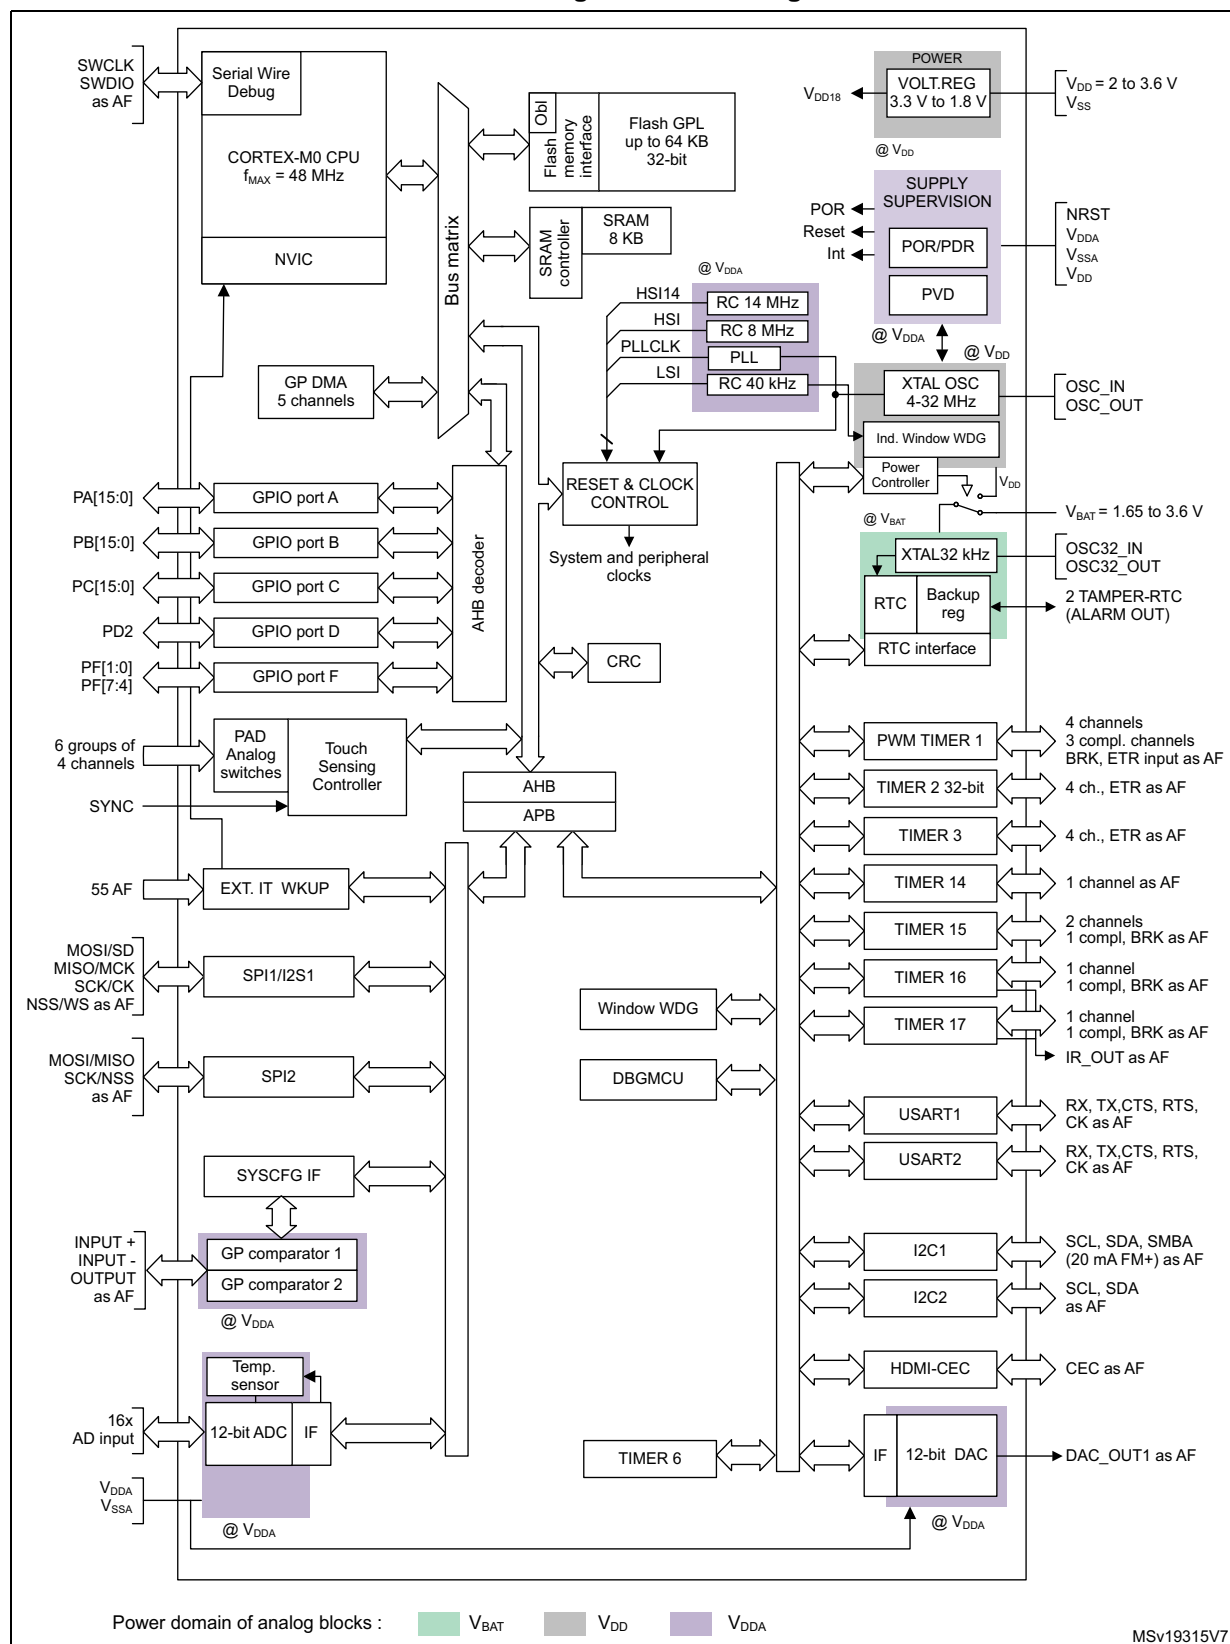 SWCLK
SWDIO
as AF
Serial Wire
Debug
CORTEX-M0 CPU
fMAX = 48 MHz
NVIC
Bus matrix
Obl
Flash
memory
interface
Flash GPL
up to 64 KB
32-bit
SRAM
controller
SRAM
8 KB
POWER
VOLT.REG
3.3 V to 1.8 V
VDD18
VDD = 2 to 3.6 V
VSS
@ VDD
SUPPLY
SUPERVISION
POR
Reset
Int
POR/PDR
PVD
NRST
VDDA
VSSA
VDD
@ VDDA
@ VDDA
HSI14
RC 14 MHz
HSI
RC 8 MHz
PLLCLK
PLL
LSI
RC 40 kHz
@ VDD
XTAL OSC
4-32 MHz
OSC_IN
OSC_OUT
Ind. Window WDG
Power
Controller
VDD
VBAT = 1.65 to 3.6 V
@ VBAT
XTAL32 kHz
OSC32_IN
OSC32_OUT
RTC
Backup
reg
2 TAMPER-RTC
(ALARM OUT)
RTC interface
GP DMA
5 channels
RESET & CLOCK
CONTROL
System and peripheral
clocks
PA[15:0]
GPIO port A
PB[15:0]
GPIO port B
PC[15:0]
GPIO port C
PD2
GPIO port D
PF[1:0]
PF[7:4]
GPIO port F
AHB decoder
CRC
6 groups of
4 channels
PAD
Analog
switches
Touch
Sensing
Controller
SYNC
AHB
APB
PWM TIMER 1
4 channels
3 compl. channels
BRK, ETR input as AF
TIMER 2 32-bit
4 ch., ETR as AF
TIMER 3
4 ch., ETR as AF
TIMER 14
1 channel as AF
TIMER 15
2 channels
1 compl, BRK as AF
TIMER 16
1 channel
1 compl, BRK as AF
TIMER 17
1 channel
1 compl, BRK as AF
IR_OUT as AF
55 AF
EXT. IT WKUP
MOSI/SD
MISO/MCK
SCK/CK
NSS/WS as AF
SPI1/I2S1
Window WDG
MOSI/MISO
SCK/NSS
as AF
SPI2
DBGMCU
USART1
RX, TX,CTS, RTS,
CK as AF
USART2
RX, TX,CTS, RTS,
CK as AF
SYSCFG IF
INPUT +
INPUT -
OUTPUT
as AF
GP comparator 1
GP comparator 2
@ VDDA
I2C1
SCL, SDA, SMBA
(20 mA FM+) as AF
I2C2
SCL, SDA
as AF
HDMI-CEC
CEC as AF
Temp.
sensor
16x
AD input
12-bit ADC
IF
TIMER 6
IF
12-bit DAC
DAC_OUT1 as AF
VDDA
VSSA
@ VDDA
@ VDDA
Power domain of analog blocks :
VBAT
VDD
VDDA
MSv19315V7